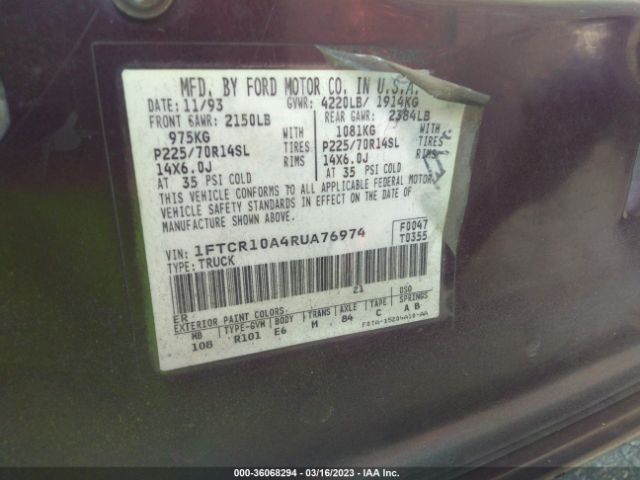 MFD. BY FORD MOTOR CO. IN U.S.A.
DATE: 11/93 GVWR: 4220LB/ 1914KG
FRONT GAWR: 2150LB REAR GAWR: 2384LB
975KG WITH 1081KG WITH
P225/70R14SL TIRES P225/70R14SL TIRES
14X6.0J RIMS 14X6.0J RIMS
AT 35 PSI COLD AT 35 PSI COLD
THIS VEHICLE CONFORMS TO ALL APPLICABLE FEDERAL MOTOR
VEHICLE SAFETY STANDARDS IN EFFECT ON THE DATE OF
MANUFACTURE SHOWN ABOVE.
VIN: 1FTCR10A4RUA76974 F0047
TYPE: TRUCK T0355
21
ER
EXTERIOR PAINT COLORS: DSO
WB TYPE-GVW BODY TRANS AXLE TAPE SPRINGS
108 R101 E6 M 84 C A B
000-36068294 - 03/16/2023 - IAA Inc.